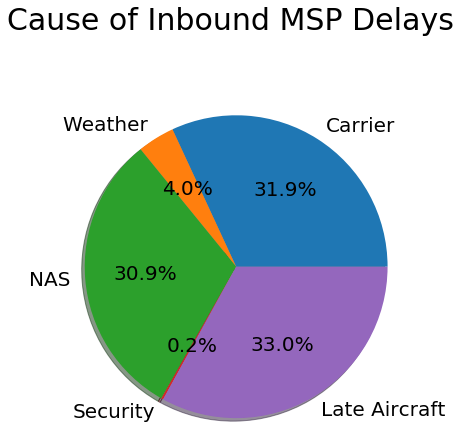 Cause of Inbound MSP Delays
Weather
Carrier
4.0%
31.9%
NAS
30.9%
0.2%
33.0%
Security
Late Aircraft